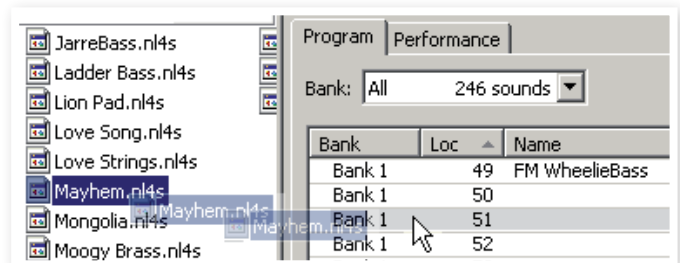 JarreBass.nl4s
Ladder Bass.nl4s
Lion Pad.nl4s
Love Song.nl4s
Love Strings.nl4s
Mayhem.nl4s
Mongolia.nl4s
Moogy Brass.nl4s
Mayhem.nl4s
Mayhem.nl4s
Program Performance
Bank: All 246 sounds
Bank Loc Name
Bank 1 49 FM WheelieBass
Bank 1 50
Bank 1 51
Bank 1 52